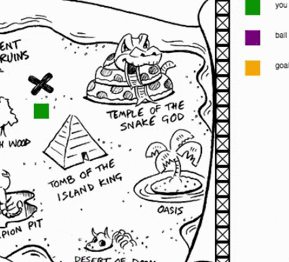 you
ball
goal
ENT
RUINS
TEMPLE OF THE
SNAKE GOD
WOOD
TOMB OF THE
ISLAND KING
OASIS
PION PIT
DESERT OF